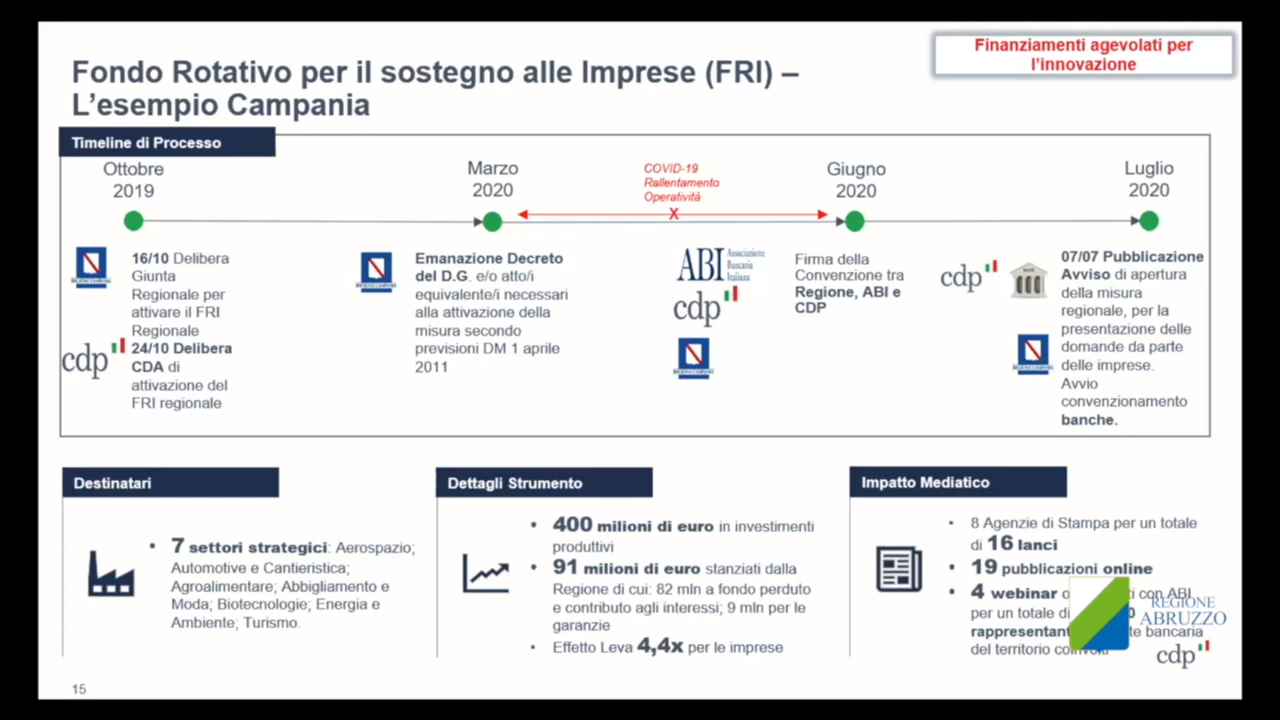 Finanziamenti agevolati per
l'innovazione
Fondo Rotativo per il sostegno alle Imprese (FRI) –
L'esempio Campania
Timeline di Processo
Ottobre
2019
Marzo
2020
COVID-19
Rallentamento
Operatività
X
Giugno
2020
Luglio
2020
16/10 Delibera
Giunta
Regionale per
attivare il FRI
Regionale
24/10 Delibera
CDA di
attivazione del
FRI regionale
cdp
Emanazione Decreto
del D.G. e/o atto/i
equivalente/i necessari
alla attivazione della
misura secondo
previsioni DM 1 aprile
2011
ABI Associazione
Bancaria
Italiana
cdp
Firma della
Convenzione tra
Regione, ABI e
CDP
cdp
07/07 Pubblicazione
Avviso di apertura
della misura
regionale, per la
presentazione delle
domande da parte
delle imprese.
Avvio
convenzionamento
banche.
Destinatari
• 7 settori strategici: Aerospazio;
Automotive e Cantieristica;
Agroalimentare; Abbigliamento e
Moda; Biotecnologie; Energia e
Ambiente; Turismo.
Dettagli Strumento
• 400 milioni di euro in investimenti
produttivi
• 91 milioni di euro stanziati dalla
Regione di cui: 82 mln a fondo perduto
e contributo agli interessi; 9 mln per le
garanzie
• Effetto Leva 4,4x per le imprese
Impatto Mediatico
• 8 Agenzie di Stampa per un totale
di 16 lanci
• 19 pubblicazioni online
• 4 webinar con ABI
per un totale di
bancaria
del territorio
REGIONE
ABRUZZO
cdp
15